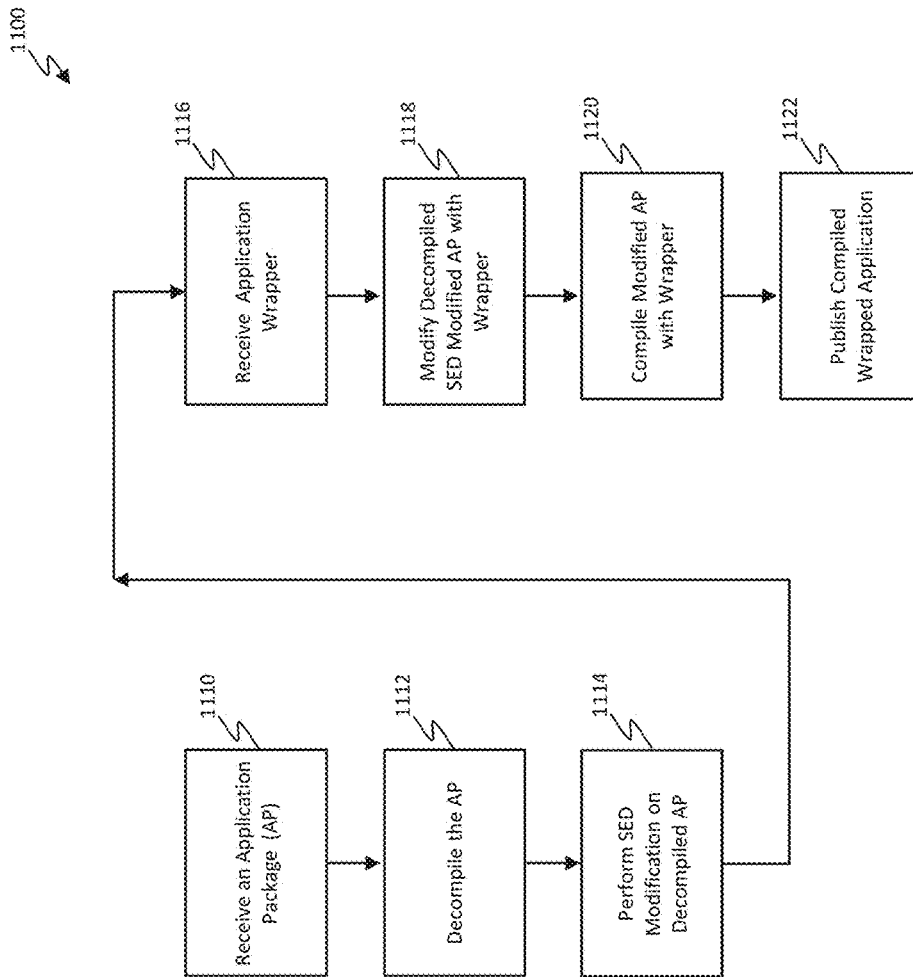 1100
1110
Receive an Application
Package (AP)
1112
Decompile the AP
1114
Perform SED
Modification on
Decompiled AP
1116
Receive Application
Wrapper
1118
Modify Decompiled
SED Modified AP with
Wrapper
1120
Compile Modified AP
with Wrapper
1122
Publish Compiled
Wrapped Application